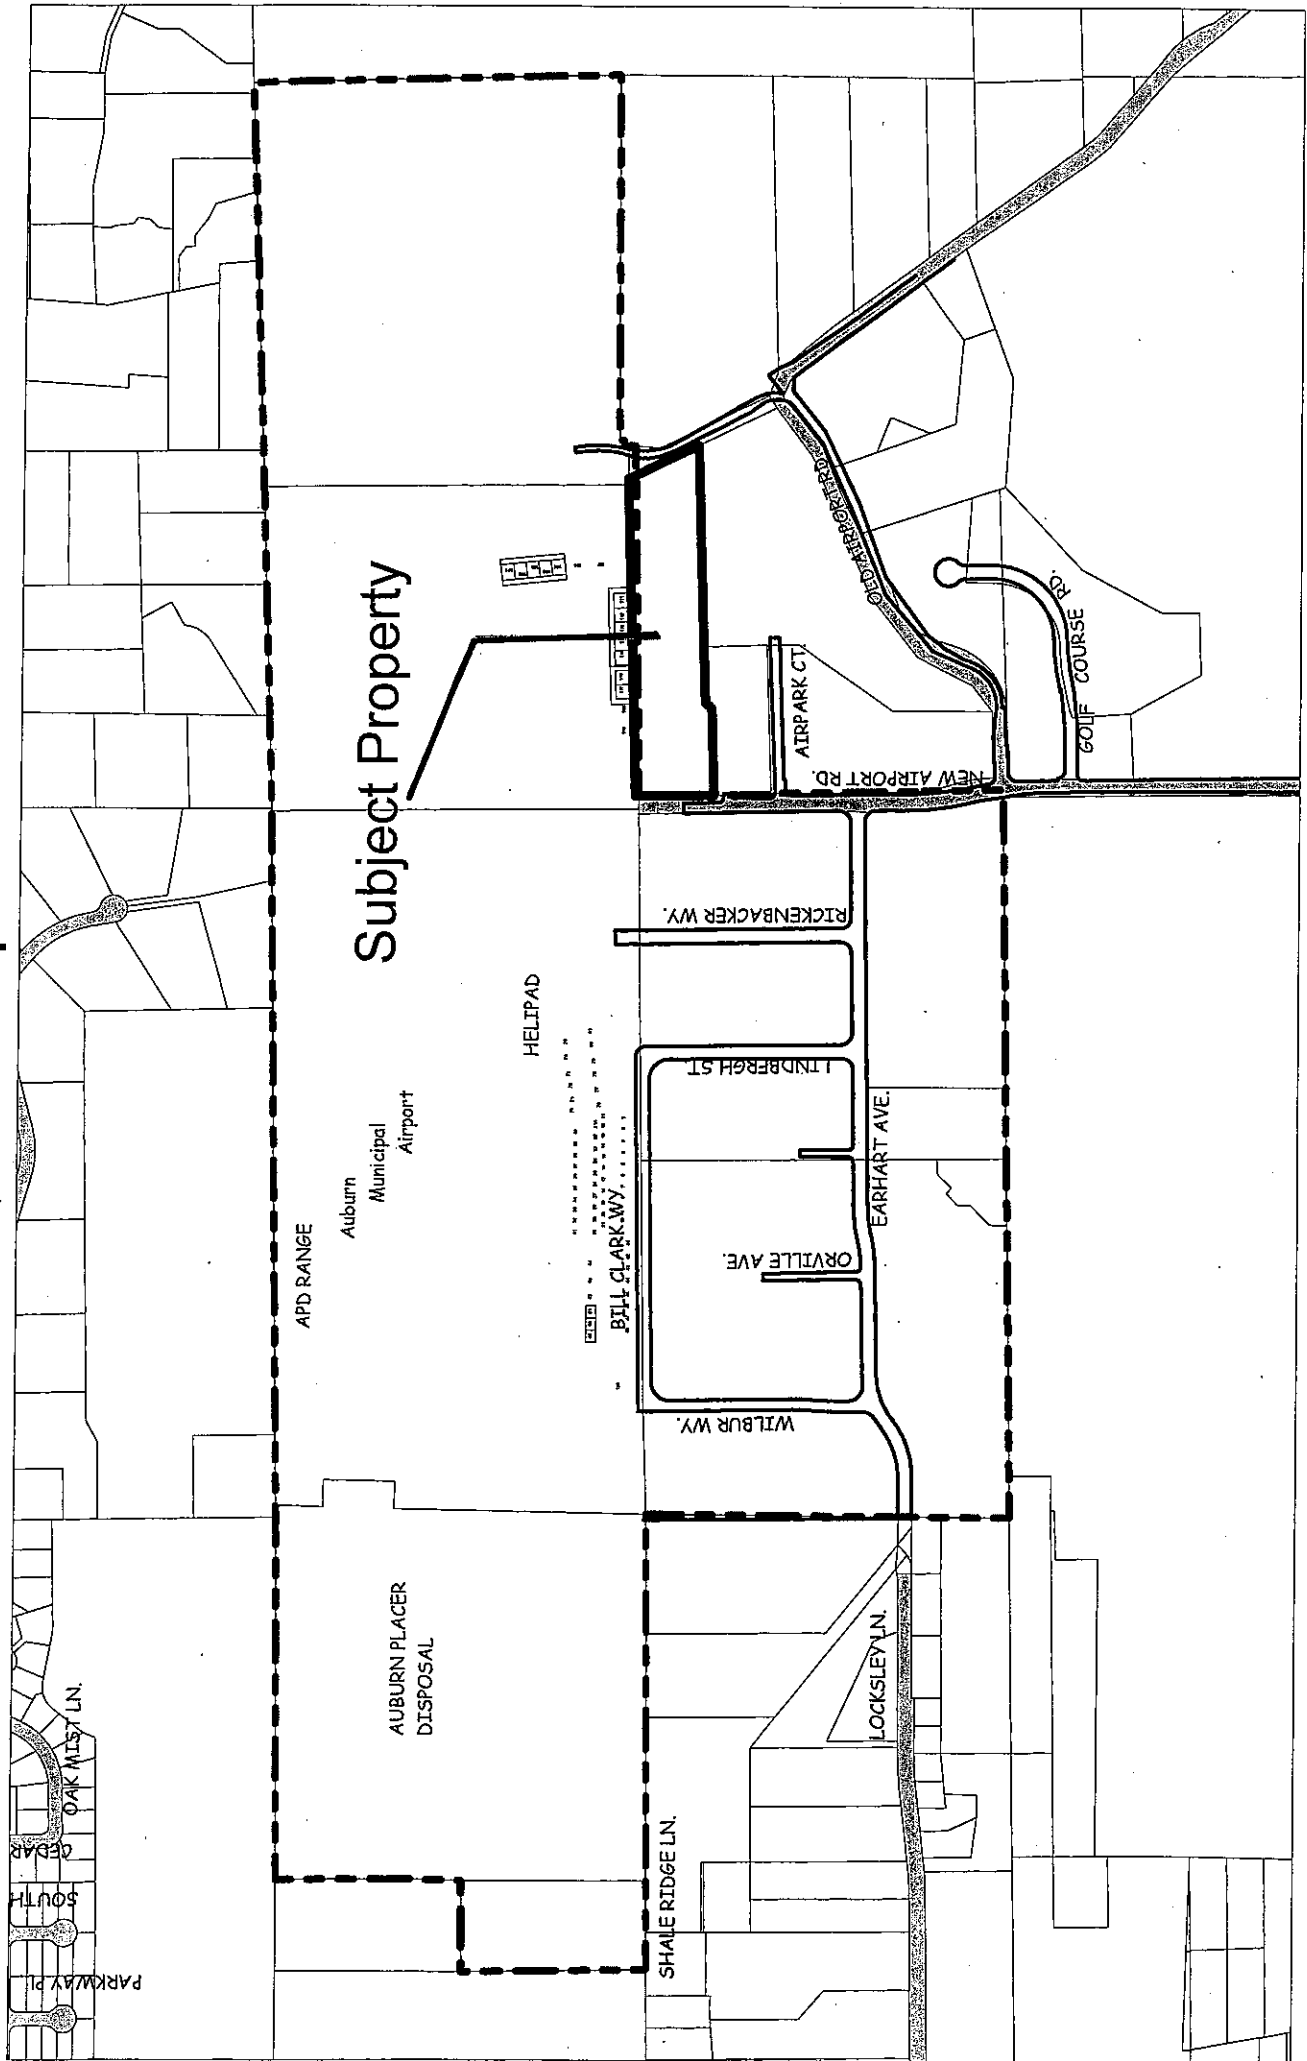 Subject Property
HELIPAD
Auburn
Municipal
Airport
APD RANGE
BILL CLARK WY.
AUBURN PLACER
DISPOSAL
OLD AIRPORT RD.
AIRPARK CT.
NEW AIRPORT RD.
GOLF COURSE RD.
RICKENBACKER WY.
LINDBERGH ST.
EARHART AVE.
ORVILLE AVE.
WILBUR WY.
LOCKSLEY LN.
SHALE RIDGE LN.
OAK MIST LN.
CEDAR
SOUTH
PARKWAY PL